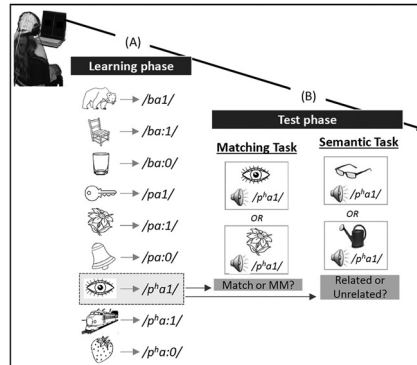 (A)
Learning phase
/ba1/
/ba:1/
/ba:0/
/pa1/
/pa:1/
/pa:0/
/pʰa1/
/pʰa:1/
/pʰa:0/
(B)
Test phase
Matching Task
/pʰa1/
OR
/pʰa1/
Match or MM?
Semantic Task
/pʰa1/
OR
/pʰa1/
Related or
Unrelated?